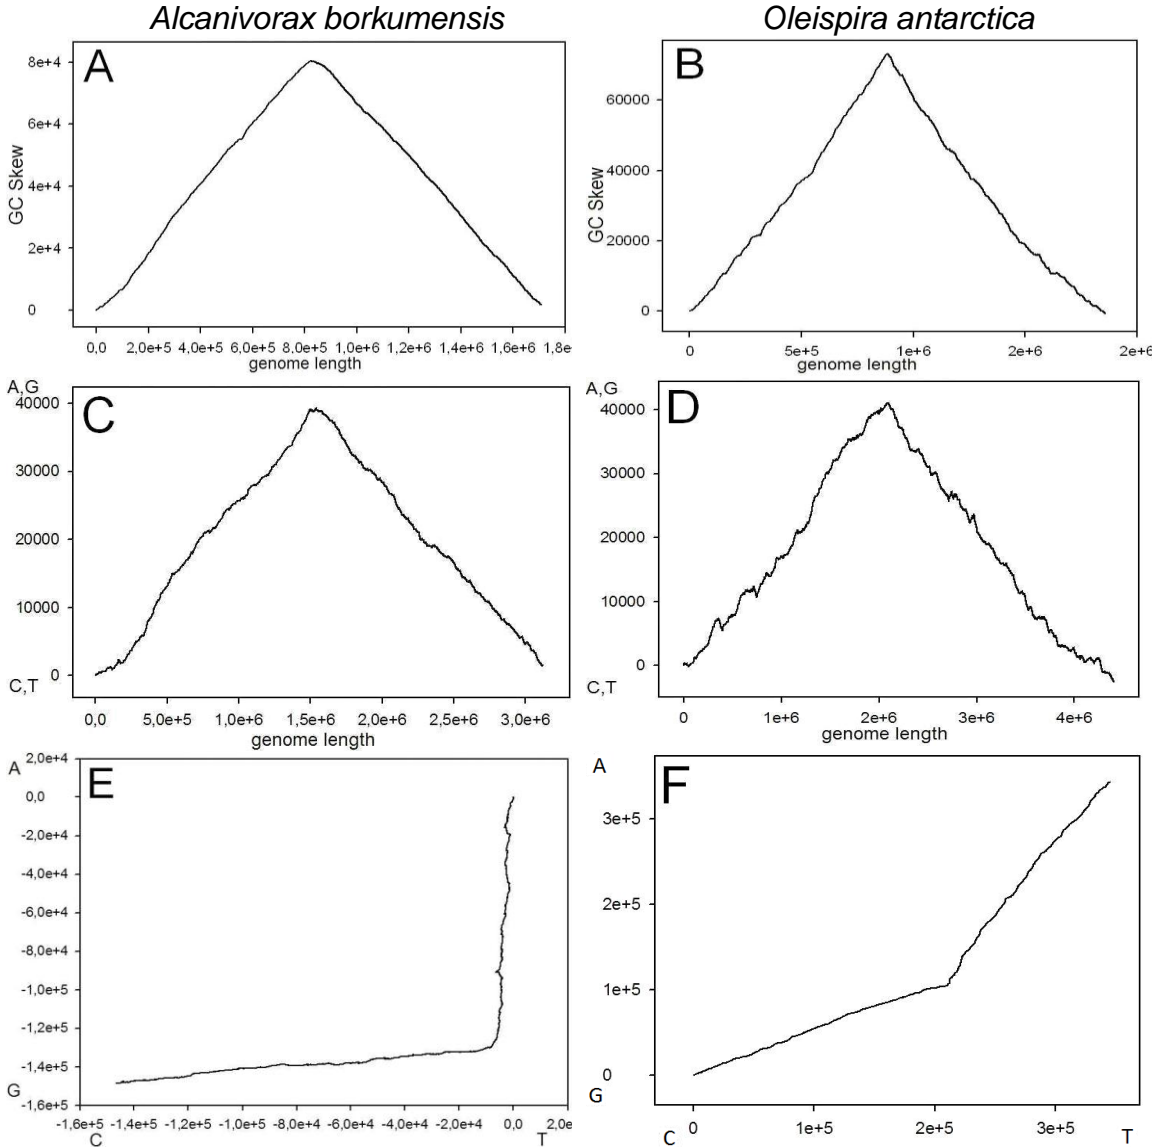 Alcanivorax borkumensis
Oleispira antarctica
A
GC Skew
8e+4
6e+4
4e+4
2e+4
0
0,0 2,0e+5 4,0e+5 6,0e+5 8,0e+5 1,0e+6 1,2e+6 1,4e+6 1,6e+6 1,8e
genome length
B
GC Skew
60000
40000
20000
0
0 5e+5 1e+6 2e+6 2e+6
genome length
A,G
C
40000
30000
20000
10000
0
C,T
0,0 5,0e+5 1,0e+6 1,5e+6 2,0e+6 2,5e+6 3,0e+6
genome length
A,G
D
40000
30000
20000
10000
0
C,T
0 1e+6 2e+6 3e+6 4e+6
genome length
A
E
2,0e+4
0,0
-2,0e+4
-4,0e+4
-6,0e+4
-8,0e+4
-1,0e+5
-1,2e+5
-1,4e+5
-1,6e+5
G
-1,6e+5 -1,4e+5 -1,2e+5 -1,0e+5 -8,0e+4 -6,0e+4 -4,0e+4 -2,0e+4 0,0 2,0e
C T
A
F
3e+5
2e+5
1e+5
0
G
0 1e+5 2e+5 3e+5
C T